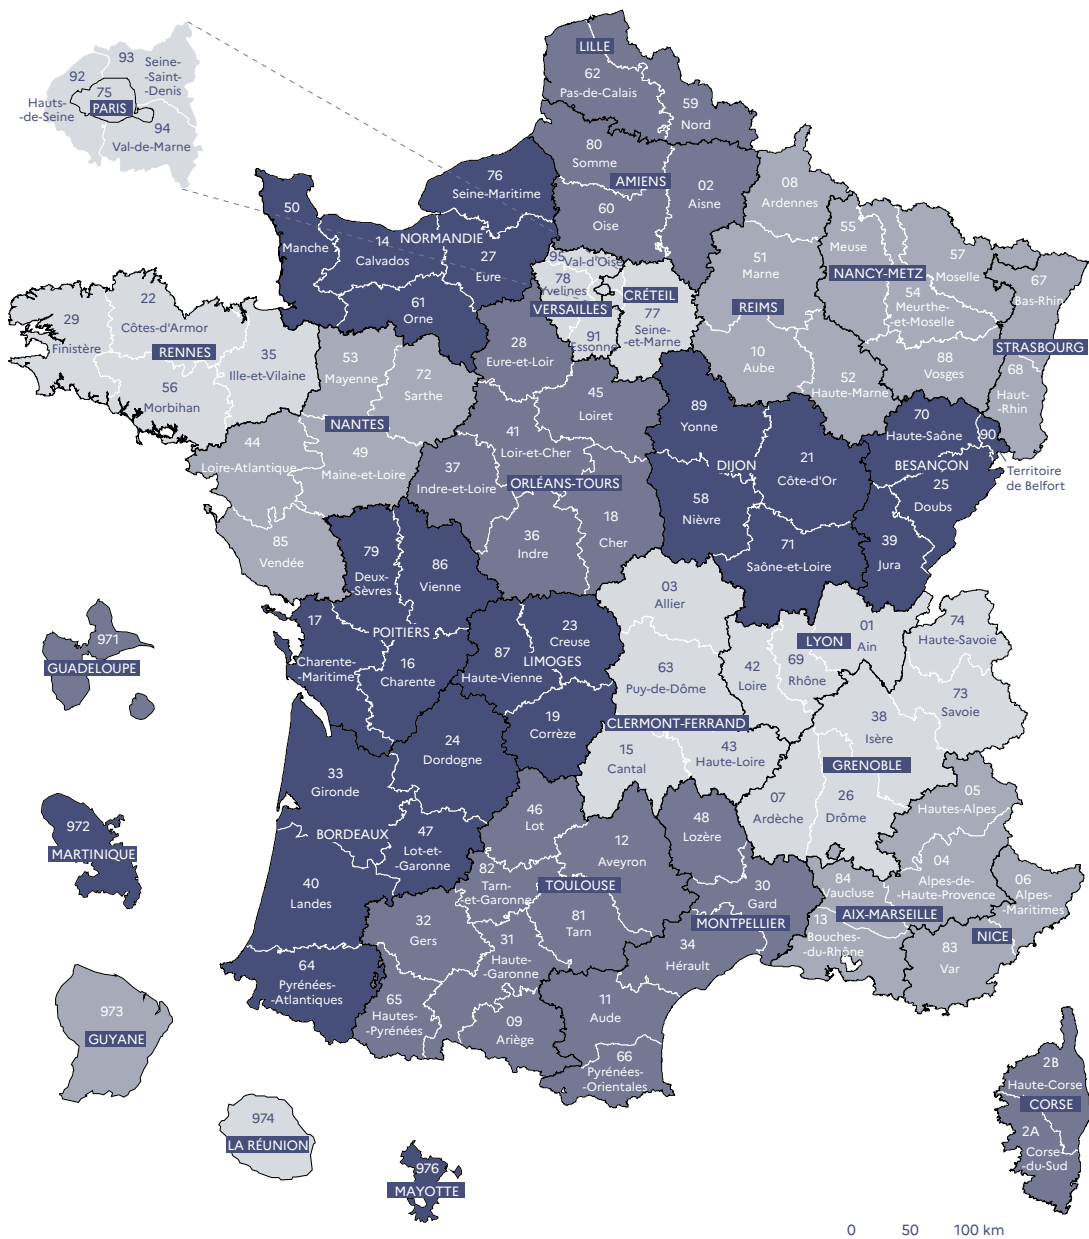 93
Seine-
-Saint-
-Denis
92
75
Hauts-
-de-Seine
PARIS
94
Val-de-Marne
LILLE
62
Pas-de-Calais
59
Nord
80
Somme
AMIENS
02
Aisne
60
Oise
08
Ardennes
76
Seine-Maritime
50
Manche
14
Calvados
NORMANDIE
27
Eure
61
Orne
95
Val-d'Oise
78
Yvelines
VERSAILLES
91
Essonne
CRÉTEIL
77
Seine-
-et-Marne
51
Marne
REIMS
10
Aube
52
Haute-Marne
55
Meuse
57
Moselle
NANCY-METZ
54
Meurthe-
-et-Moselle
88
Vosges
67
Bas-Rhin
STRASBOURG
68
Haut-
-Rhin
22
Côtes-d'Armor
29
Finistère
RENNES
35
Ille-et-Vilaine
56
Morbihan
53
Mayenne
72
Sarthe
NANTES
44
Loire-Atlantique
49
Maine-et-Loire
85
Vendée
28
Eure-et-Loir
45
Loiret
41
Loir-et-Cher
37
Indre-et-Loire
ORLÉANS-TOURS
36
Indre
18
Cher
89
Yonne
DIJON
21
Côte-d'Or
58
Nièvre
71
Saône-et-Loire
70
Haute-Saône
90
BESANÇON
25
Doubs
Territoire
de Belfort
39
Jura
79
Deux-
-Sèvres
86
Vienne
17
POITIERS
Charente-
-Maritime
16
Charente
23
Creuse
87
LIMOGES
Haute-Vienne
19
Corrèze
03
Allier
63
Puy-de-Dôme
CLERMONT-FERRAND
15
Cantal
43
Haute-Loire
LYON
01
Ain
42
Loire
69
Rhône
74
Haute-Savoie
73
Savoie
38
Isère
GRENOBLE
07
Ardèche
26
Drôme
24
Dordogne
33
Gironde
BORDEAUX
47
Lot-et-
-Garonne
40
Landes
64
Pyrénées-
-Atlantiques
46
Lot
12
Aveyron
82
Tarn-
-et-Garonne
TOULOUSE
32
Gers
81
Tarn
31
Haute-
-Garonne
65
Hautes-
-Pyrénées
09
Ariège
48
Lozère
30
Gard
MONTPELLIER
34
Hérault
11
Aude
66
Pyrénées-
-Orientales
05
Hautes-Alpes
04
Alpes-de-
-Haute-Provence
84
Vaucluse
AIX-MARSEILLE
13
Bouches-
-du-Rhône
06
Alpes-
-Maritimes
NICE
83
Var
971
GUADELOUPE
972
MARTINIQUE
973
GUYANE
974
LA RÉUNION
976
MAYOTTE
2B
Haute-Corse
CORSE
2A
Corse-
-du-Sud
0 50 100 km